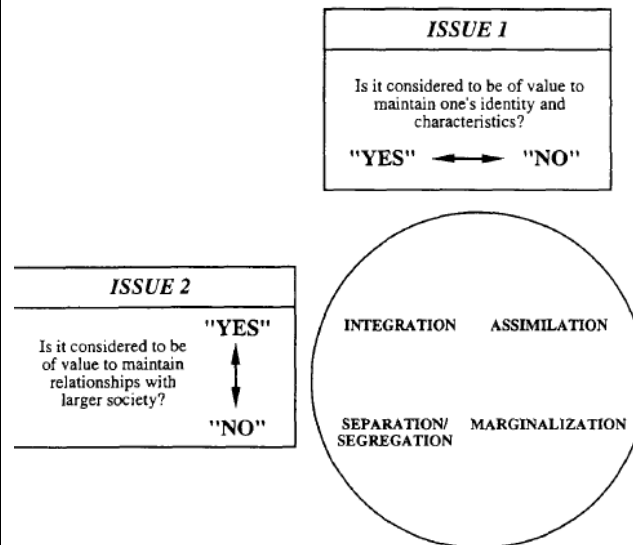 ISSUE 1
Is it considered to be of value to
maintain one's identity and
characteristics?
"YES" "NO"
ISSUE 2
Is it considered to be
of value to maintain
relationships with
larger society?
"YES"
"NO"
INTEGRATION ASSIMILATION
SEPARATION/ MARGINALIZATION
SEGREGATION